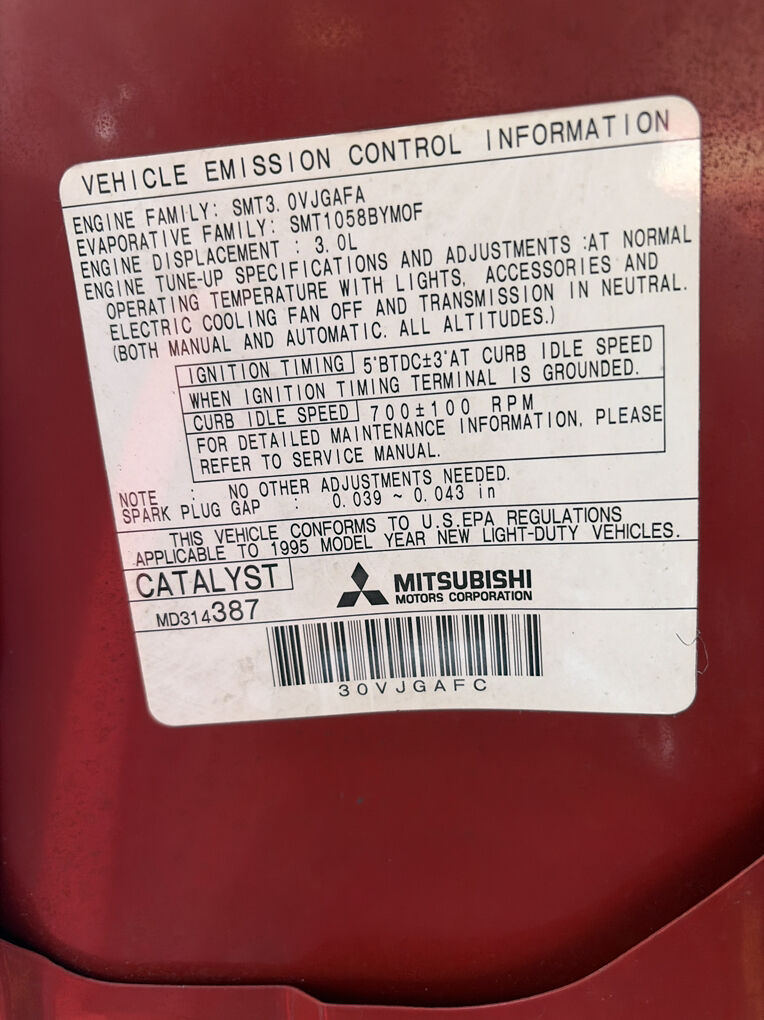 VEHICLE EMISSION CONTROL INFORMATION
ENGINE FAMILY: SMT3.0VJGAFA
EVAPORATIVE FAMILY: SMT1058BYMOF
ENGINE DISPLACEMENT : 3.0L
ENGINE TUNE-UP SPECIFICATIONS AND ADJUSTMENTS :AT NORMAL
OPERATING TEMPERATURE WITH LIGHTS, ACCESSORIES AND
ELECTRIC COOLING FAN OFF AND TRANSMISSION IN NEUTRAL.
(BOTH MANUAL AND AUTOMATIC. ALL ALTITUDES.)
IGNITION TIMING 5°BTDC±3°AT CURB IDLE SPEED
WHEN IGNITION TIMING TERMINAL IS GROUNDED.
CURB IDLE SPEED 700±100 RPM
FOR DETAILED MAINTENANCE INFORMATION, PLEASE
REFER TO SERVICE MANUAL.
NOTE : NO OTHER ADJUSTMENTS NEEDED.
SPARK PLUG GAP : 0.039 ~ 0.043 in
THIS VEHICLE CONFORMS TO U.S.EPA REGULATIONS
APPLICABLE TO 1995 MODEL YEAR NEW LIGHT-DUTY VEHICLES.
CATALYST
MITSUBISHI
MOTORS CORPORATION
MD314387
30VJGAFC